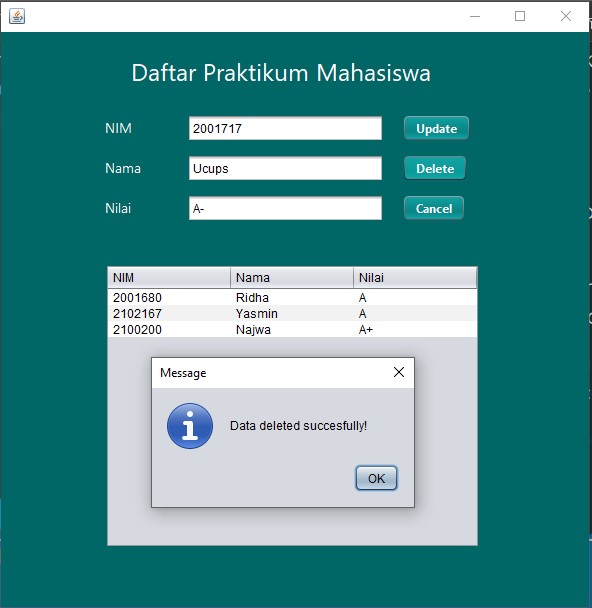 Daftar Praktikum Mahasiswa
NIM 2001717 Update
Nama Ucups Delete
Nilai A- Cancel
NIM Nama Nilai
2001680 Ridha A
2102167 Yasmin A
2100200 Najwa A+
Message
Data deleted succesfully!
OK